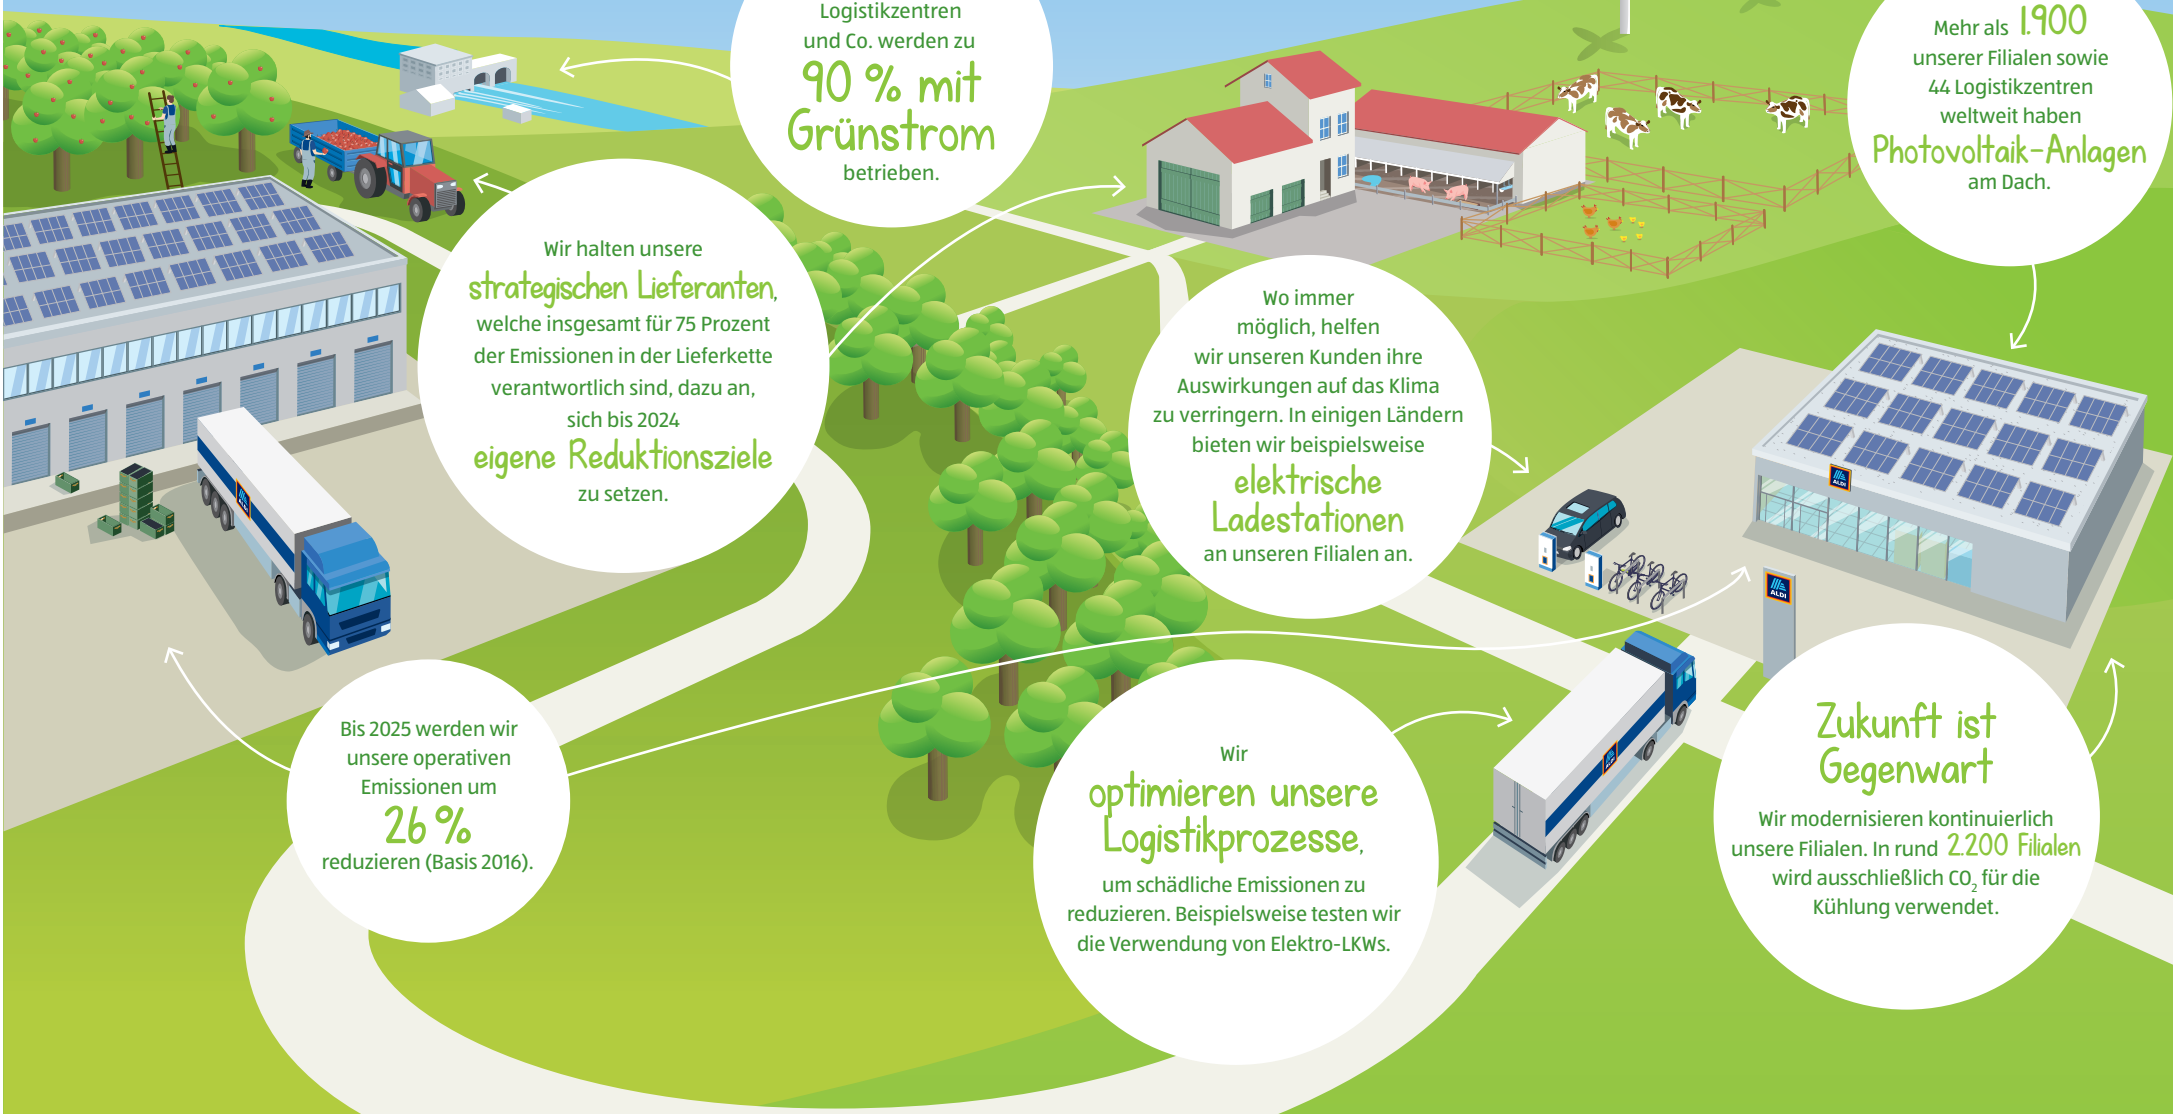 Logistikzentren
und Co. werden zu
90 % mit
Grünstrom
betrieben.
Mehr als 1.900
unserer Filialen sowie
44 Logistikzentren
weltweit haben
Photovoltaik-Anlagen
am Dach.
Wir halten unsere
strategischen Lieferanten,
welche insgesamt für 75 Prozent
der Emissionen in der Lieferkette
verantwortlich sind, dazu an,
sich bis 2024
eigene Reduktionsziele
zu setzen.
Wo immer
möglich, helfen
wir unseren Kunden ihre
Auswirkungen auf das Klima
zu verringern. In einigen Ländern
bieten wir beispielsweise
elektrische
Ladestationen
an unseren Filialen an.
ALDI
ALDI
ALDI
ALDI
Bis 2025 werden wir
unsere operativen
Emissionen um
26 %
reduzieren (Basis 2016).
Wir
optimieren unsere
Logistikprozesse,
um schädliche Emissionen zu
reduzieren. Beispielsweise testen wir
die Verwendung von Elektro-LKWs.
Zukunft ist
Gegenwart
Wir modernisieren kontinuierlich
unsere Filialen. In rund 2.200 Filialen
wird ausschließlich CO₂ für die
Kühlung verwendet.